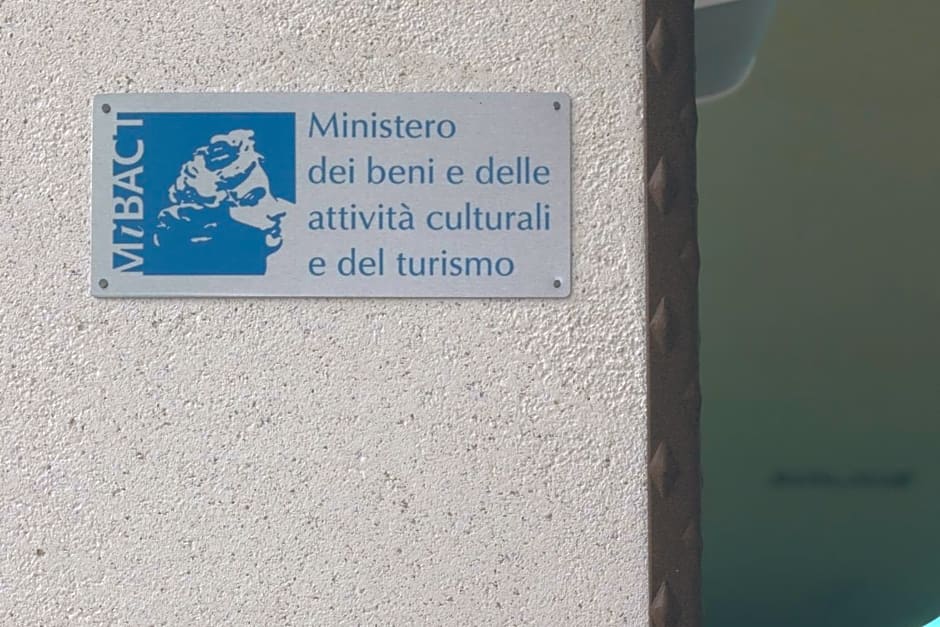 MiBACT
Ministero
dei beni e delle
attività culturali
e del turismo